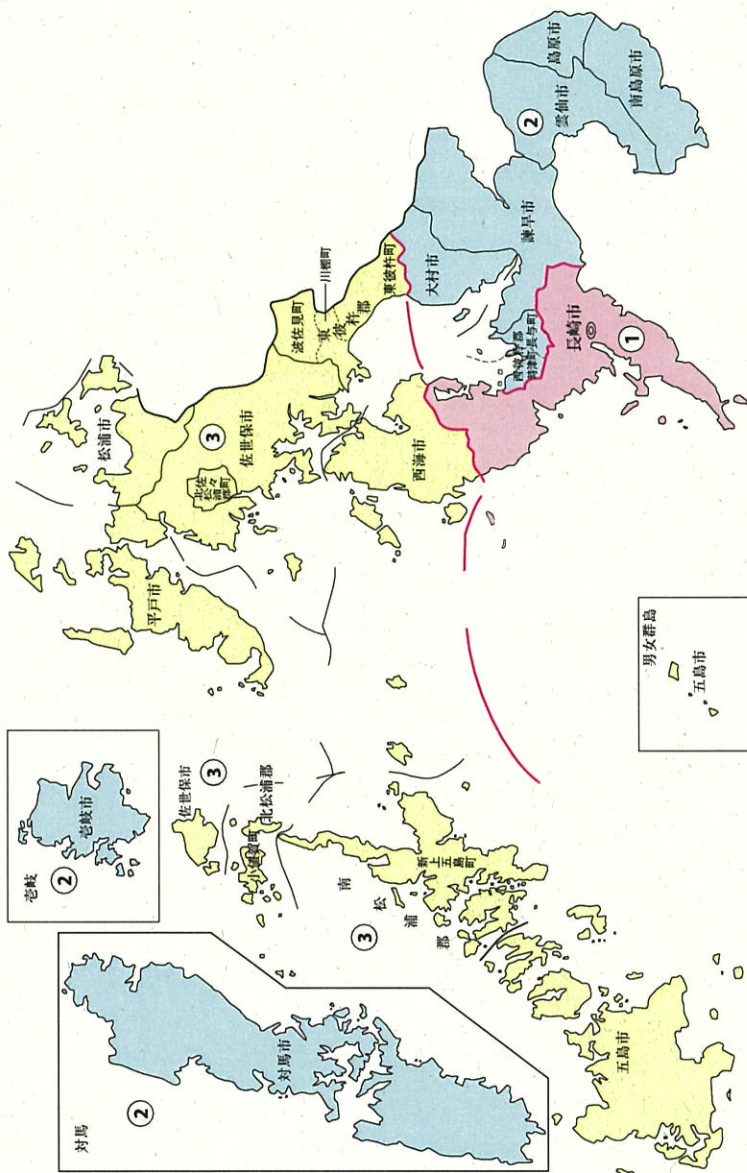 対馬
②
対馬市
壱岐
②
壱岐市
佐世保市
③
小値賀町
北松浦郡
南松浦郡
③
新上五島町
五島市
男女群島
五島市
平戸市
松浦市
③
佐世保市
北松浦郡
佐々町
波佐見町
川棚町
東彼杵郡
東彼杵町
西海市
大村市
諫早市
西彼杵郡
時津町
長与町
長崎市
①
②
雲仙市
島原市
南島原市